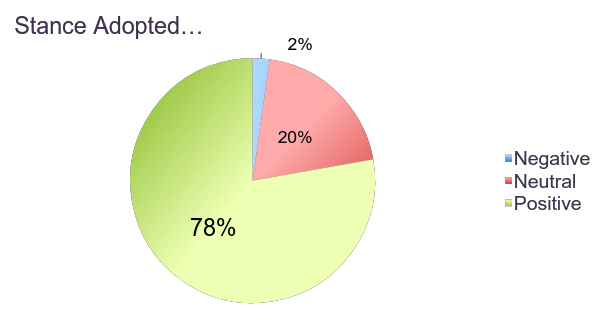 Stance Adopted…
2%
20%
78%
Negative
Neutral
Positive